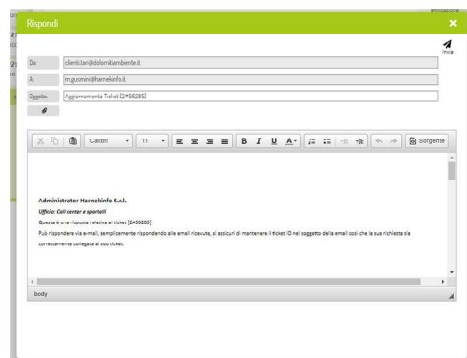 Rispondi
Invia
Da:
clienti.tari@dolomitiambiente.it
A:
m.gusmini@harnekinfo.it
Oggetto:
Aggiornamento Ticket
Calibri
11
B I U A
Sorgente
Administrator Harnekinfo S.r.l.
Ufficio: Call center e sportelli
Questa è una risposta relativa al ticket
Può rispondere via e-mail, semplicemente rispondendo alle email ricevute, si assicuri di mantenere il ticket ID nel soggetto della email così che la sua richiesta sia
correttamente collegata al suo ticket.
body